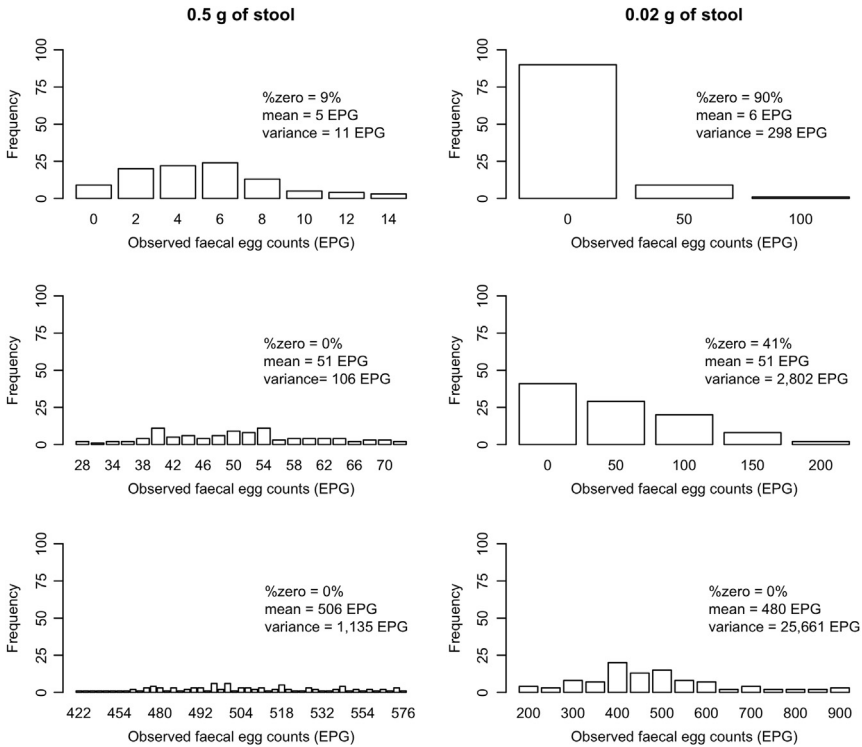 0.5 g of stool
0.02 g of stool
Frequency
100
75
50
25
0
%zero = 9%
mean = 5 EPG
variance = 11 EPG
0 2 4 6 8 10 12 14
Observed faecal egg counts (EPG)
Frequency
100
75
50
25
0
%zero = 90%
mean = 6 EPG
variance = 298 EPG
0 50 100
Observed faecal egg counts (EPG)
Frequency
100
75
50
25
0
%zero = 0%
mean = 51 EPG
variance= 106 EPG
28 34 38 42 46 50 54 58 62 66 70
Observed faecal egg counts (EPG)
Frequency
100
75
50
25
0
%zero = 41%
mean = 51 EPG
variance = 2,802 EPG
0 50 100 150 200
Observed faecal egg counts (EPG)
Frequency
100
75
50
25
0
%zero = 0%
mean = 506 EPG
variance = 1,135 EPG
422 454 480 492 504 518 532 554 576
Observed faecal egg counts (EPG)
Frequency
100
75
50
25
0
%zero = 0%
mean = 480 EPG
variance = 25,661 EPG
200 300 400 500 600 700 800 900
Observed faecal egg counts (EPG)